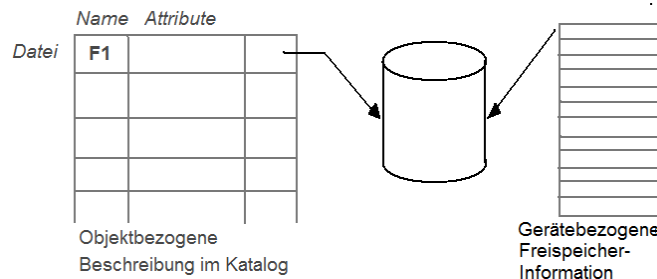 Name Attribute
Datei
F1
Objektbezogene
Beschreibung im Katalog
Gerätebezogene
Freispeicher-
Information